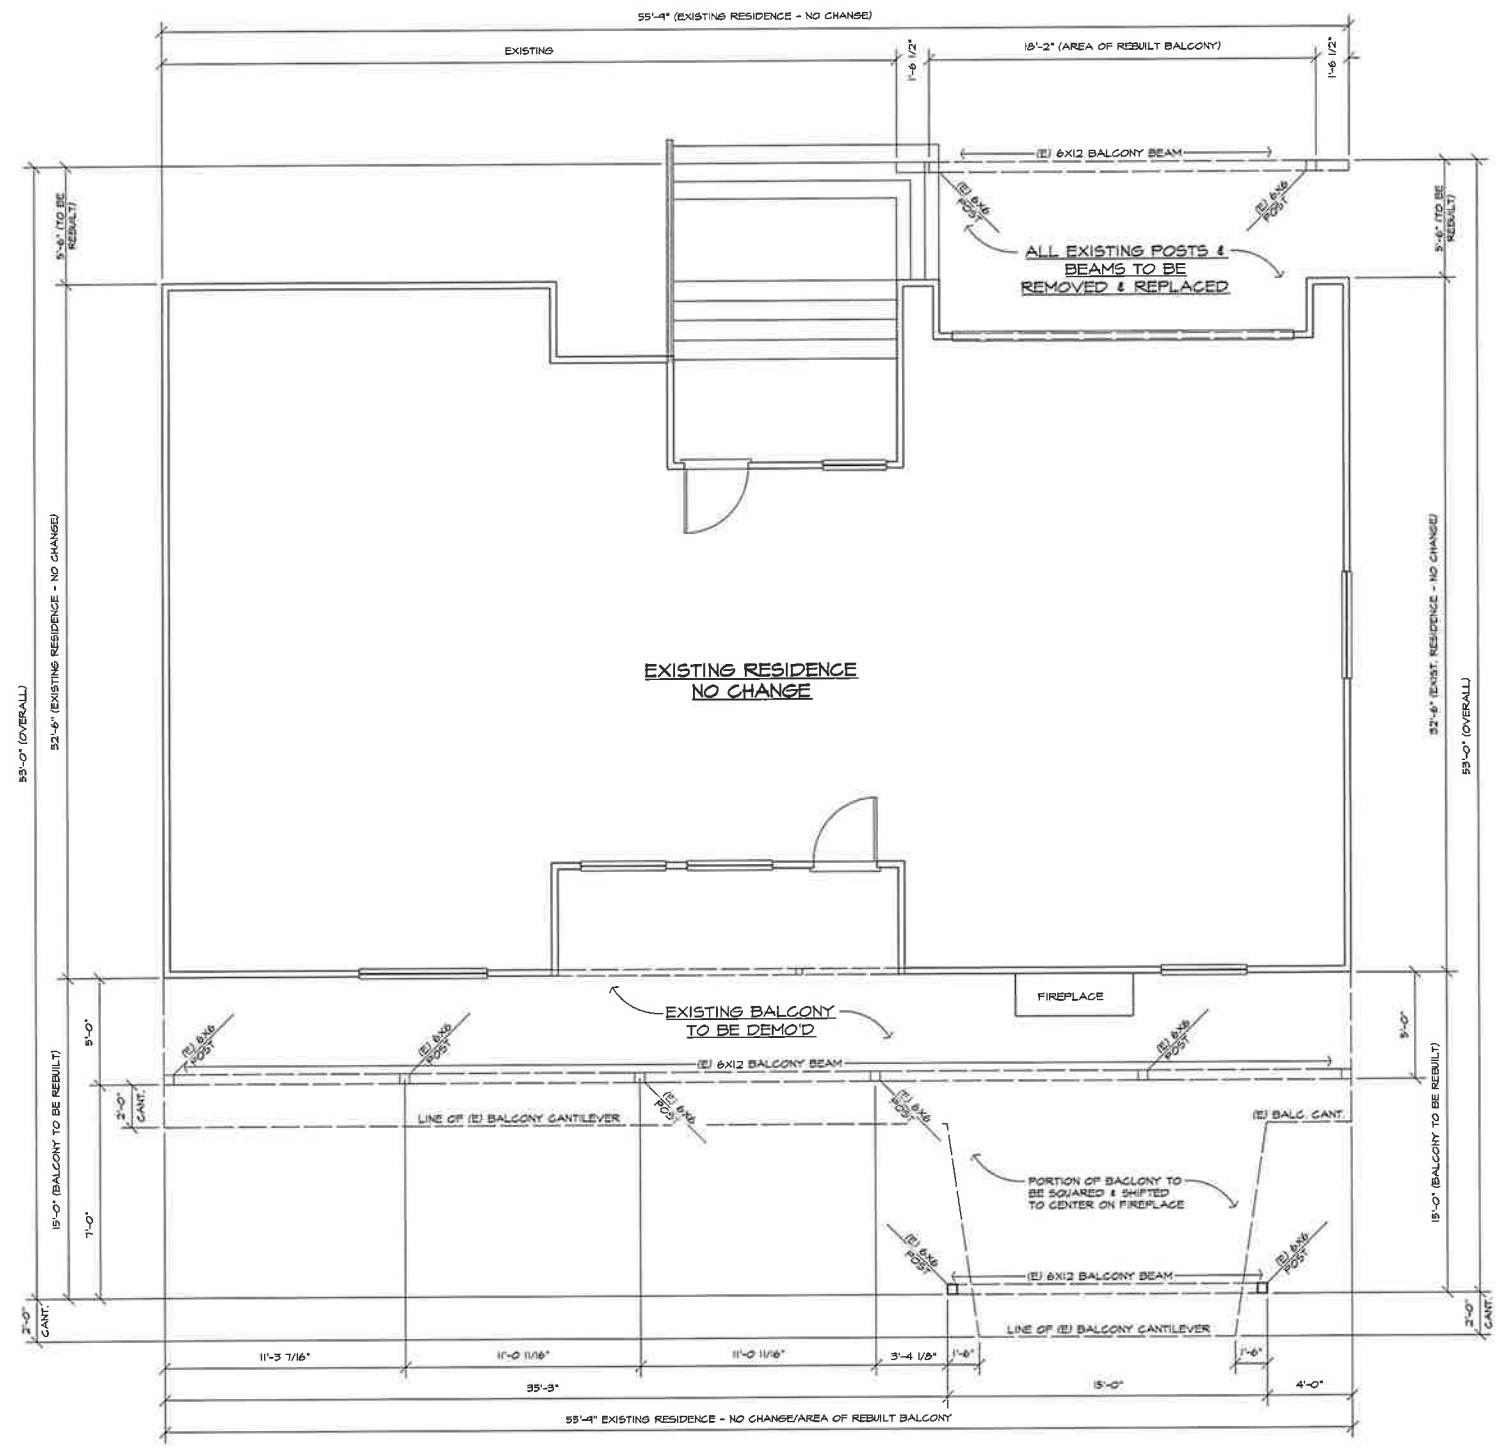 55'-9" (EXISTING RESIDENCE - NO CHANGE)
EXISTING
1'-6 1/2"
18'-2" (AREA OF REBUILT BALCONY)
1'-6 1/2"
(E) 6X12 BALCONY BEAM
5'-6" (TO BE
REBUILT)
(E) 6X6
POST
(E) 6X6
POST
5'-6" (TO BE
REBUILT)
ALL EXISTING POSTS &
BEAMS TO BE
REMOVED & REPLACED
53'-0" (OVERALL)
32'-6" (EXISTING RESIDENCE - NO CHANGE)
EXISTING RESIDENCE
NO CHANGE
32'-6" (EXIST. RESIDENCE - NO CHANGE)
53'-0" (OVERALL)
FIREPLACE
EXISTING BALCONY
TO BE DEMO'D
5'-0"
(E) 6X6
POST
(E) 6X6
POST
(E) 6X6
POST
5'-0"
(E) 6X12 BALCONY BEAM
2'-0"
CANT.
LINE OF (E) BALCONY CANTILEVER
(E) 6X6
POST
(E) 6X6
POST
(E) BALC. CANT.
15'-0" (BALCONY TO BE REBUILT)
7'-0"
PORTION OF BACLONY TO
BE SQUARED & SHIFTED
TO CENTER ON FIREPLACE
15'-0" (BALCONY TO BE REBUILT)
(E) 6X6
POST
(E) 6X6
POST
(E) 6X12 BALCONY BEAM
2'-0"
CANT.
LINE OF (E) BALCONY CANTILEVER
2'-0"
CANT.
11'-3 7/16"
11'-0 11/16"
11'-0 11/16"
3'-4 1/8"
1'-6"
1'-6"
35'-3"
15'-0"
4'-0"
55'-9" EXISTING RESIDENCE - NO CHANGE/AREA OF REBUILT BALCONY